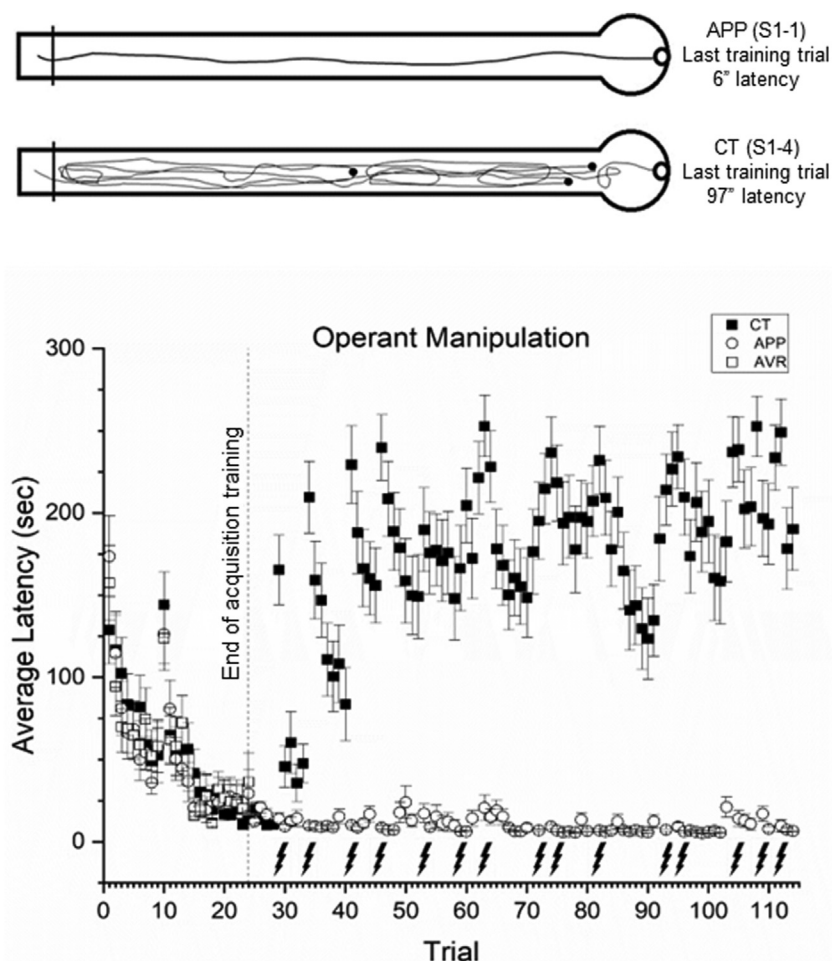 APP (S1-1)
Last training trial
6” latency
CT (S1-4)
Last training trial
97” latency
Operant Manipulation
CT
APP
AVR
End of acquisition training
Average Latency (sec)
300
200
100
0
0 10 20 30 40 50 60 70 80 90 100 110
Trial